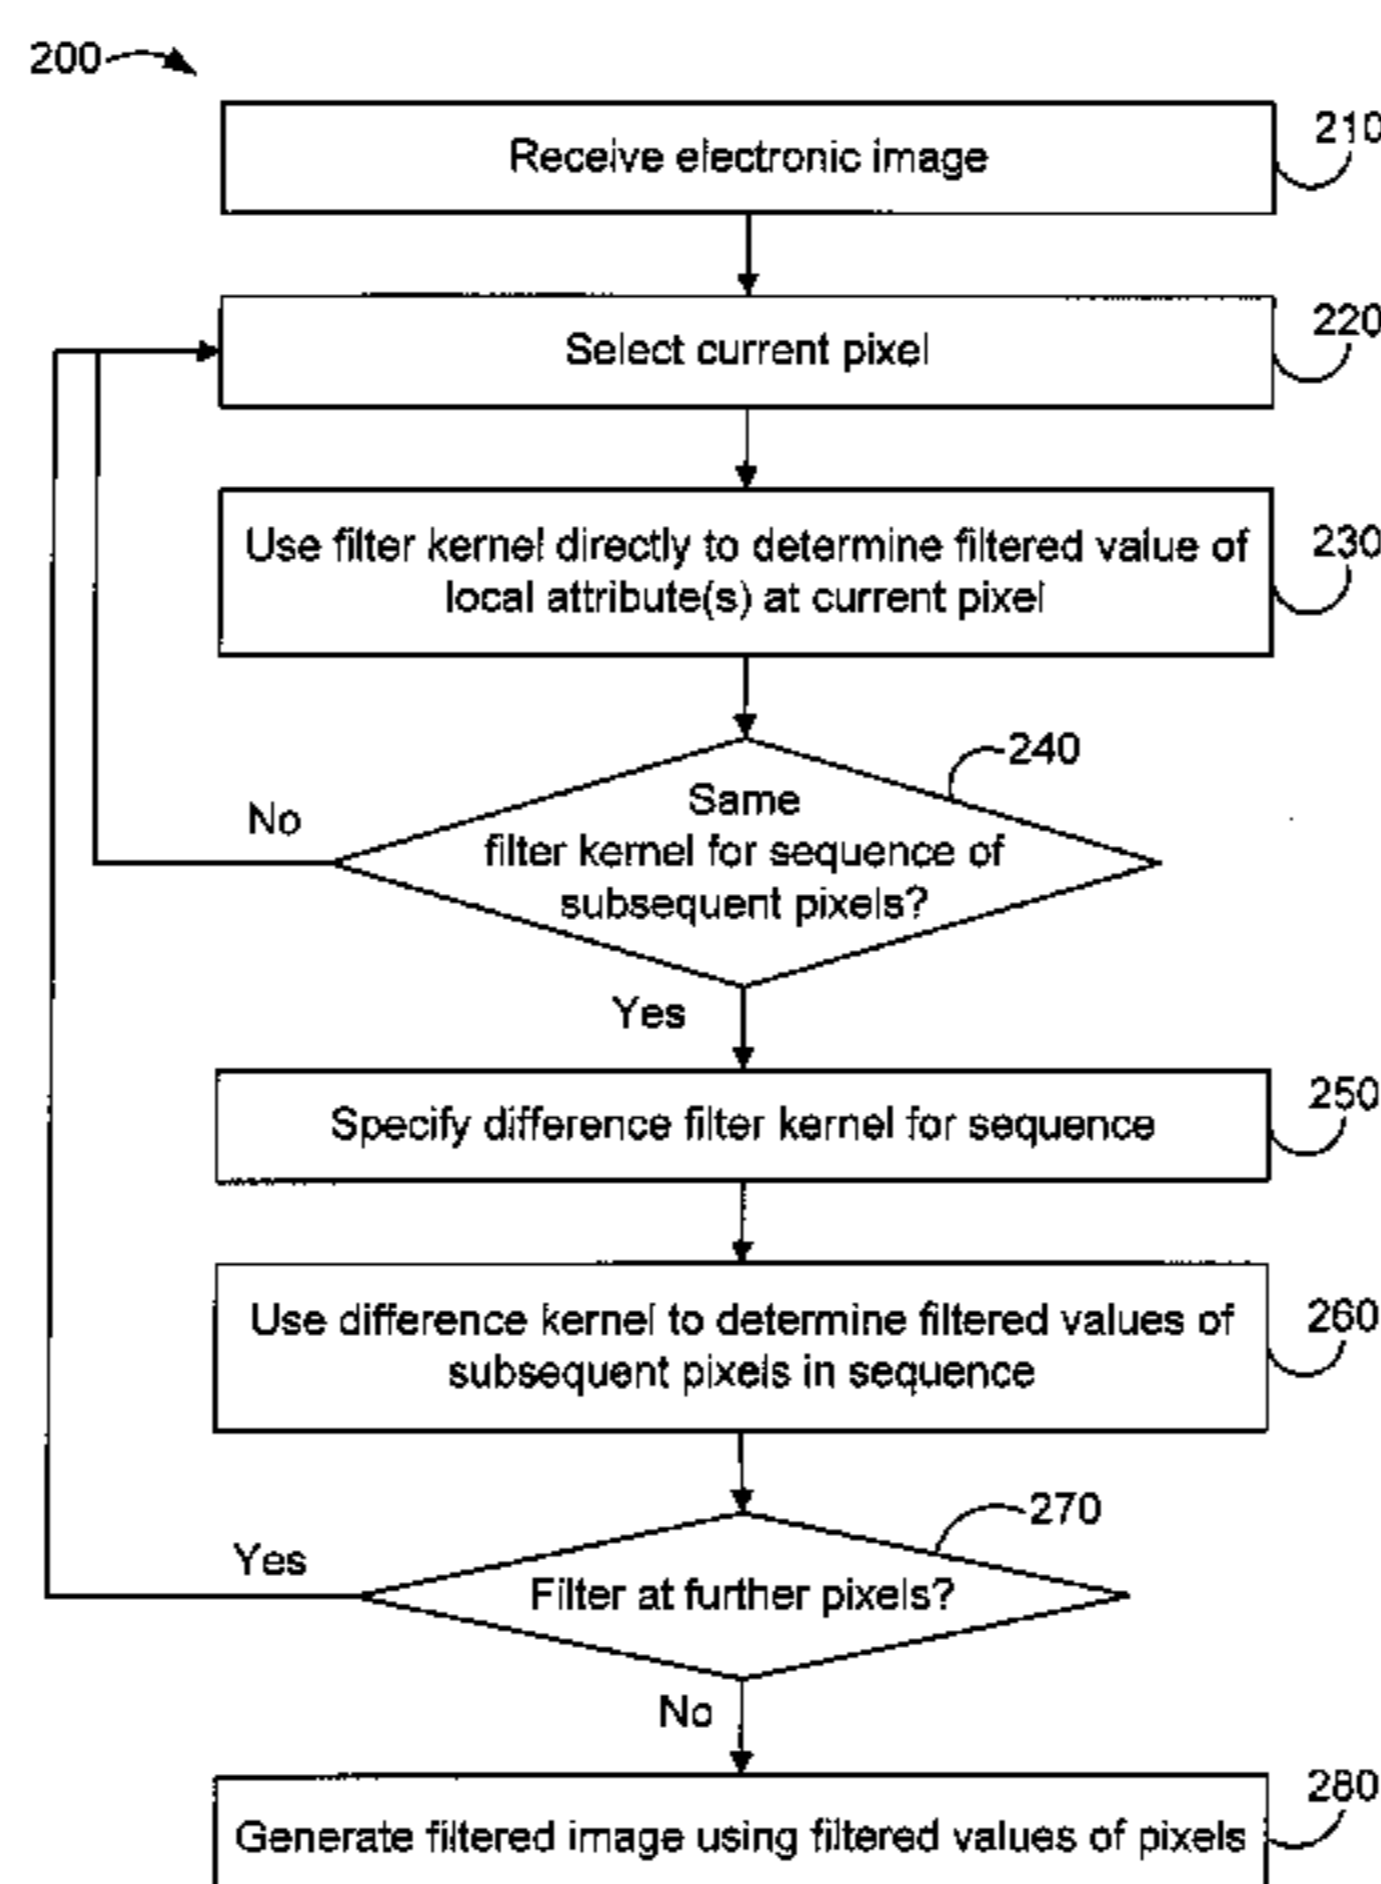 200
Receive electronic image
210
Select current pixel
220
Use filter kernel directly to determine filtered value of
local attribute(s) at current pixel
230
240
Same
filter kernel for sequence of
subsequent pixels?
No
Yes
Specify difference filter kernel for sequence
250
Use difference kernel to determine filtered values of
subsequent pixels in sequence
260
270
Filter at further pixels?
Yes
No
Generate filtered image using filtered values of pixels
280